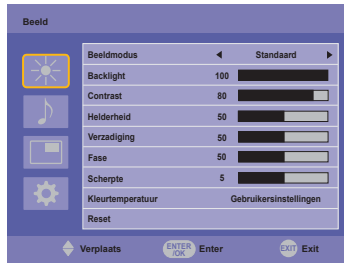 Beeld
Beeldmodus Standaard
Backlight 100
Contrast 80
Helderheid 50
Verzadiging 50
Fase 50
Scherpte 5
Kleurtemperatuur Gebruikersinstellingen
Reset
Verplaats ENTER /OK Enter EXIT Exit